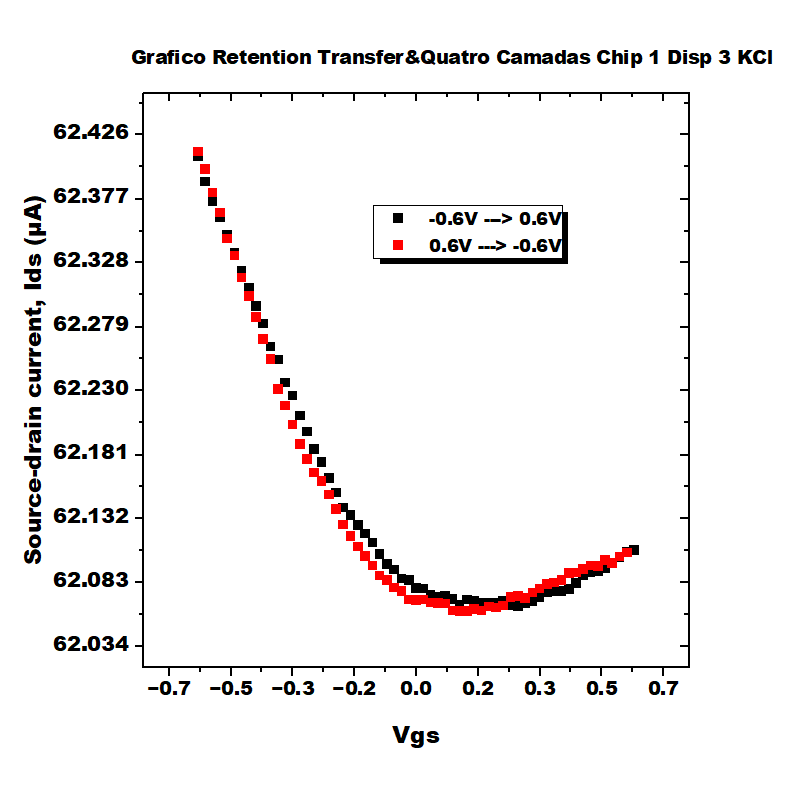 Grafico Retention Transfer&Quatro Camadas Chip 1 Disp 3 KCl
62.426
62.377
62.328
62.279
62.230
62.181
62.132
62.083
62.034
Source-drain current, Ids (µA)
-0.6V ---> 0.6V
0.6V ---> -0.6V
−0.7 −0.5 −0.3 −0.2 0.0 0.2 0.3 0.5 0.7
Vgs